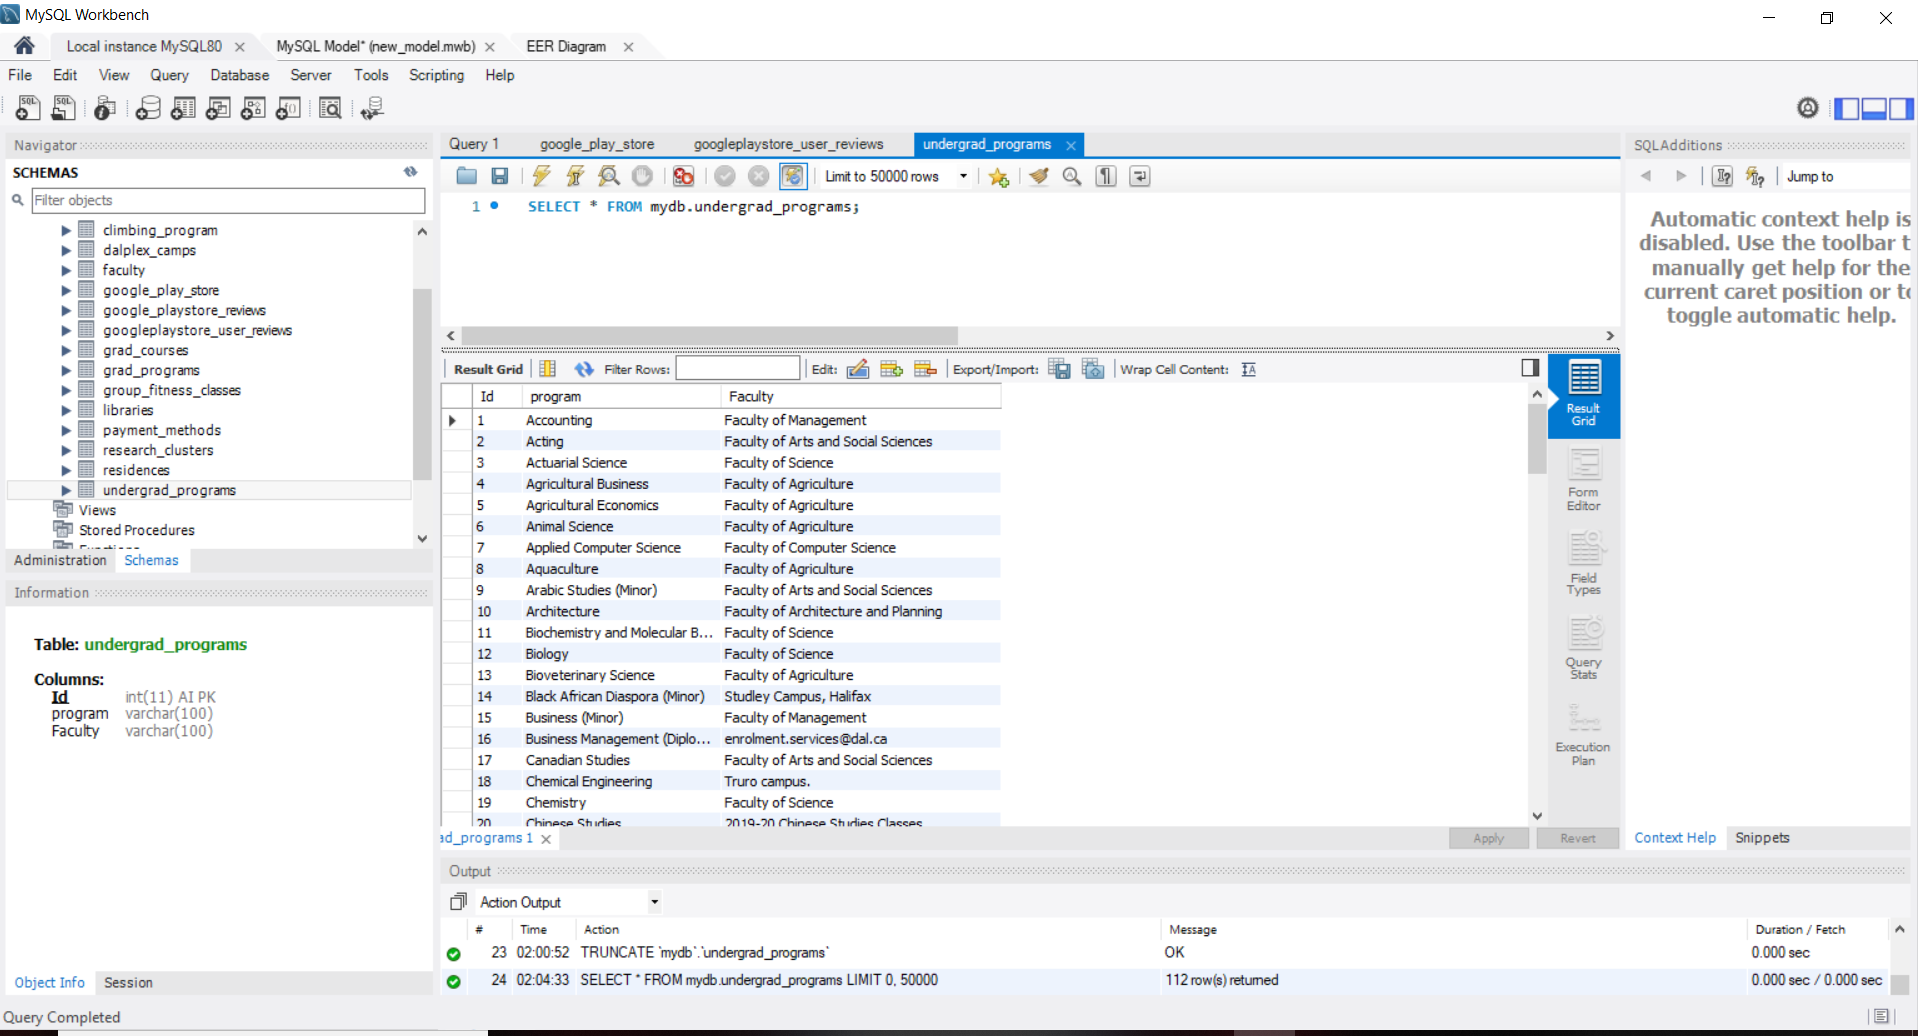 MySQL Workbench
Local instance MySQL80
MySQL Model* (new_model.mwb)
EER Diagram
File Edit View Query Database Server Tools Scripting Help
Navigator
SCHEMAS
Filter objects
climbing_program
dalplex_camps
faculty
google_play_store
google_playstore_reviews
googleplaystore_user_reviews
grad_courses
grad_programs
group_fitness_classes
libraries
payment_methods
research_clusters
residences
undergrad_programs
Views
Stored Procedures
Functions
Administration Schemas
Information
Table: undergrad_programs
Columns:
Id int(11) AI PK
program varchar(100)
Faculty varchar(100)
Object Info Session
Query Completed
Query 1 google_play_store googleplaystore_user_reviews undergrad_programs
Limit to 50000 rows
1 SELECT * FROM mydb.undergrad_programs;
Result Grid Filter Rows: Edit: Export/Import: Wrap Cell Content:
Id program Faculty
1 Accounting Faculty of Management
2 Acting Faculty of Arts and Social Sciences
3 Actuarial Science Faculty of Science
4 Agricultural Business Faculty of Agriculture
5 Agricultural Economics Faculty of Agriculture
6 Animal Science Faculty of Agriculture
7 Applied Computer Science Faculty of Computer Science
8 Aquaculture Faculty of Agriculture
9 Arabic Studies (Minor) Faculty of Arts and Social Sciences
10 Architecture Faculty of Architecture and Planning
11 Biochemistry and Molecular B... Faculty of Science
12 Biology Faculty of Science
13 Bioveterinary Science Faculty of Agriculture
14 Black African Diaspora (Minor) Studley Campus, Halifax
15 Business (Minor) Faculty of Management
16 Business Management (Diplo... enrolment.services@dal.ca
17 Canadian Studies Faculty of Arts and Social Sciences
18 Chemical Engineering Truro campus.
19 Chemistry Faculty of Science
20 Chinese Studies 2019-20 Chinese Studies Classes
Result Grid
Form Editor
Field Types
Query Stats
Execution Plan
ad_programs 1
Apply Revert
Output
Action Output
# Time Action Message Duration / Fetch
23 02:00:52 TRUNCATE `mydb`.`undergrad_programs` OK 0.000 sec
24 02:04:33 SELECT * FROM mydb.undergrad_programs LIMIT 0, 50000 112 row(s) returned 0.000 sec / 0.000 sec
SQLAdditions
Jump to
Automatic context help is
disabled. Use the toolbar t
manually get help for the
current caret position or to
toggle automatic help.
Context Help Snippets